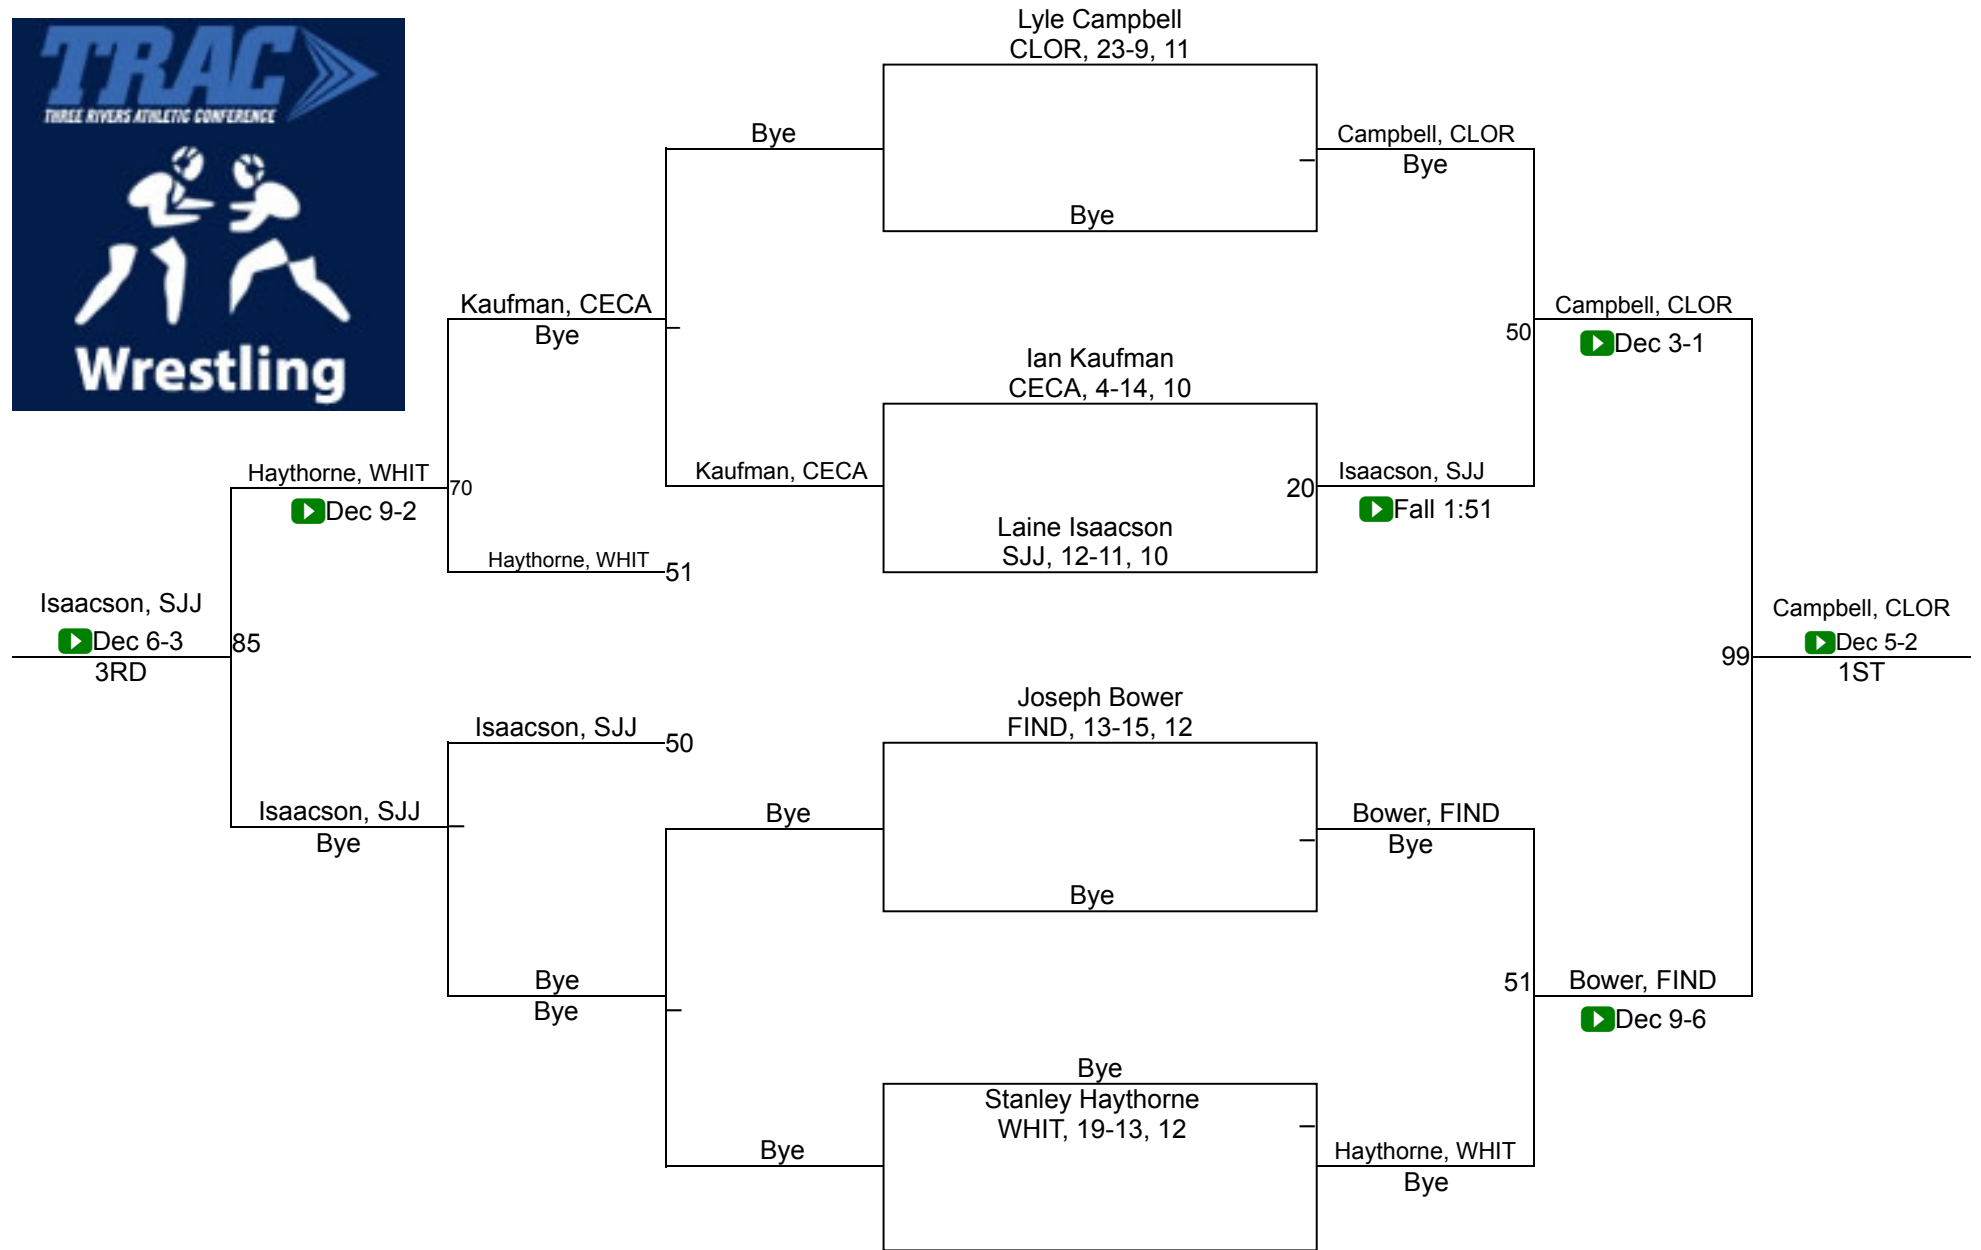 TRAC
THREE RIVERS ATHLETIC CONFERENCE
Wrestling
Lyle Campbell
CLOR, 23-9, 11
Bye
Campbell, CLOR
Bye
Bye
Kaufman, CECA
Bye
Ian Kaufman
CECA, 4-14, 10
50
Campbell, CLOR
Dec 3-1
Haythorne, WHIT
70
Dec 9-2
Kaufman, CECA
20
Isaacson, SJJ
Fall 1:51
Laine Isaacson
SJJ, 12-11, 10
Haythorne, WHIT
51
Isaacson, SJJ
Dec 6-3
3RD
85
99
Campbell, CLOR
Dec 5-2
1ST
Isaacson, SJJ
50
Joseph Bower
FIND, 13-15, 12
Isaacson, SJJ
Bye
Bye
Bower, FIND
Bye
Bye
Bye
Bye
51
Bower, FIND
Dec 9-6
Bye
Stanley Haythorne
WHIT, 19-13, 12
Bye
Haythorne, WHIT
Bye